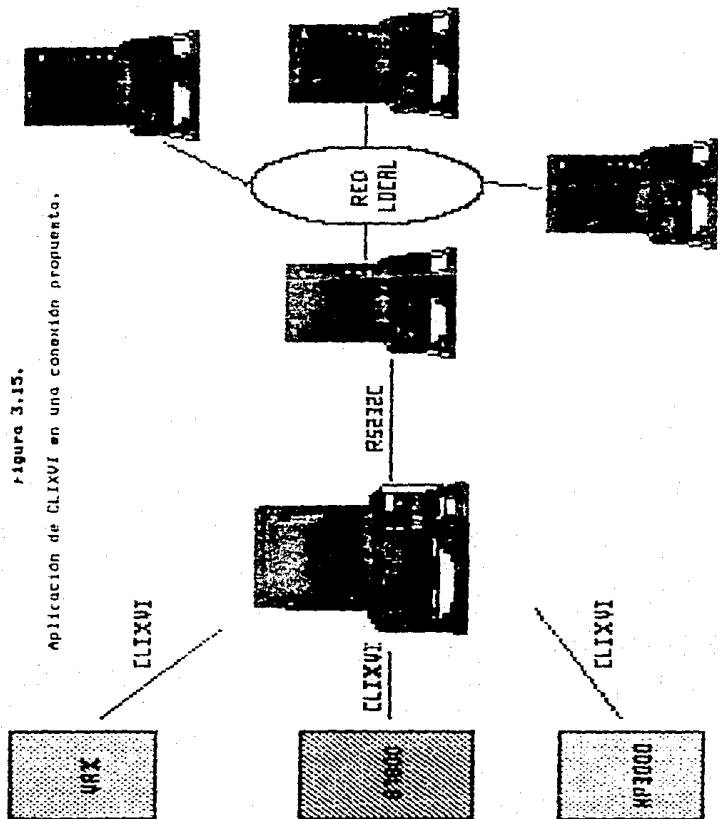 Figura 3.15.
Aplicación de CLIXVI en una conexión propuesta.
VAX
CLIXVI
CLIXVI
HP3000
CLIXVI
RS232C
RED
LOCAL